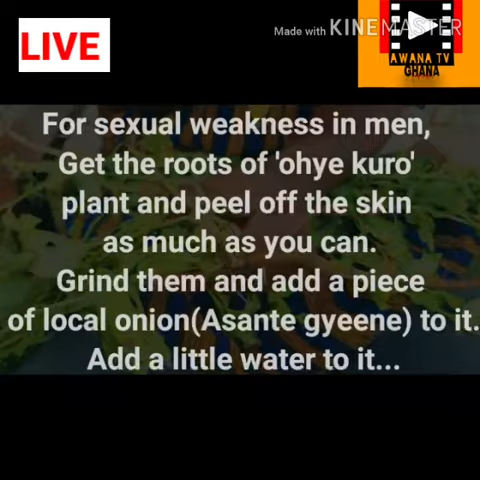 LIVE
Made with KINEMASTER
AWANA TV
GHANA
For sexual weakness in men,
Get the roots of 'ohye kuro'
plant and peel off the skin
as much as you can.
Grind them and add a piece
of local onion(Asante gyeene) to it.
Add a little water to it...